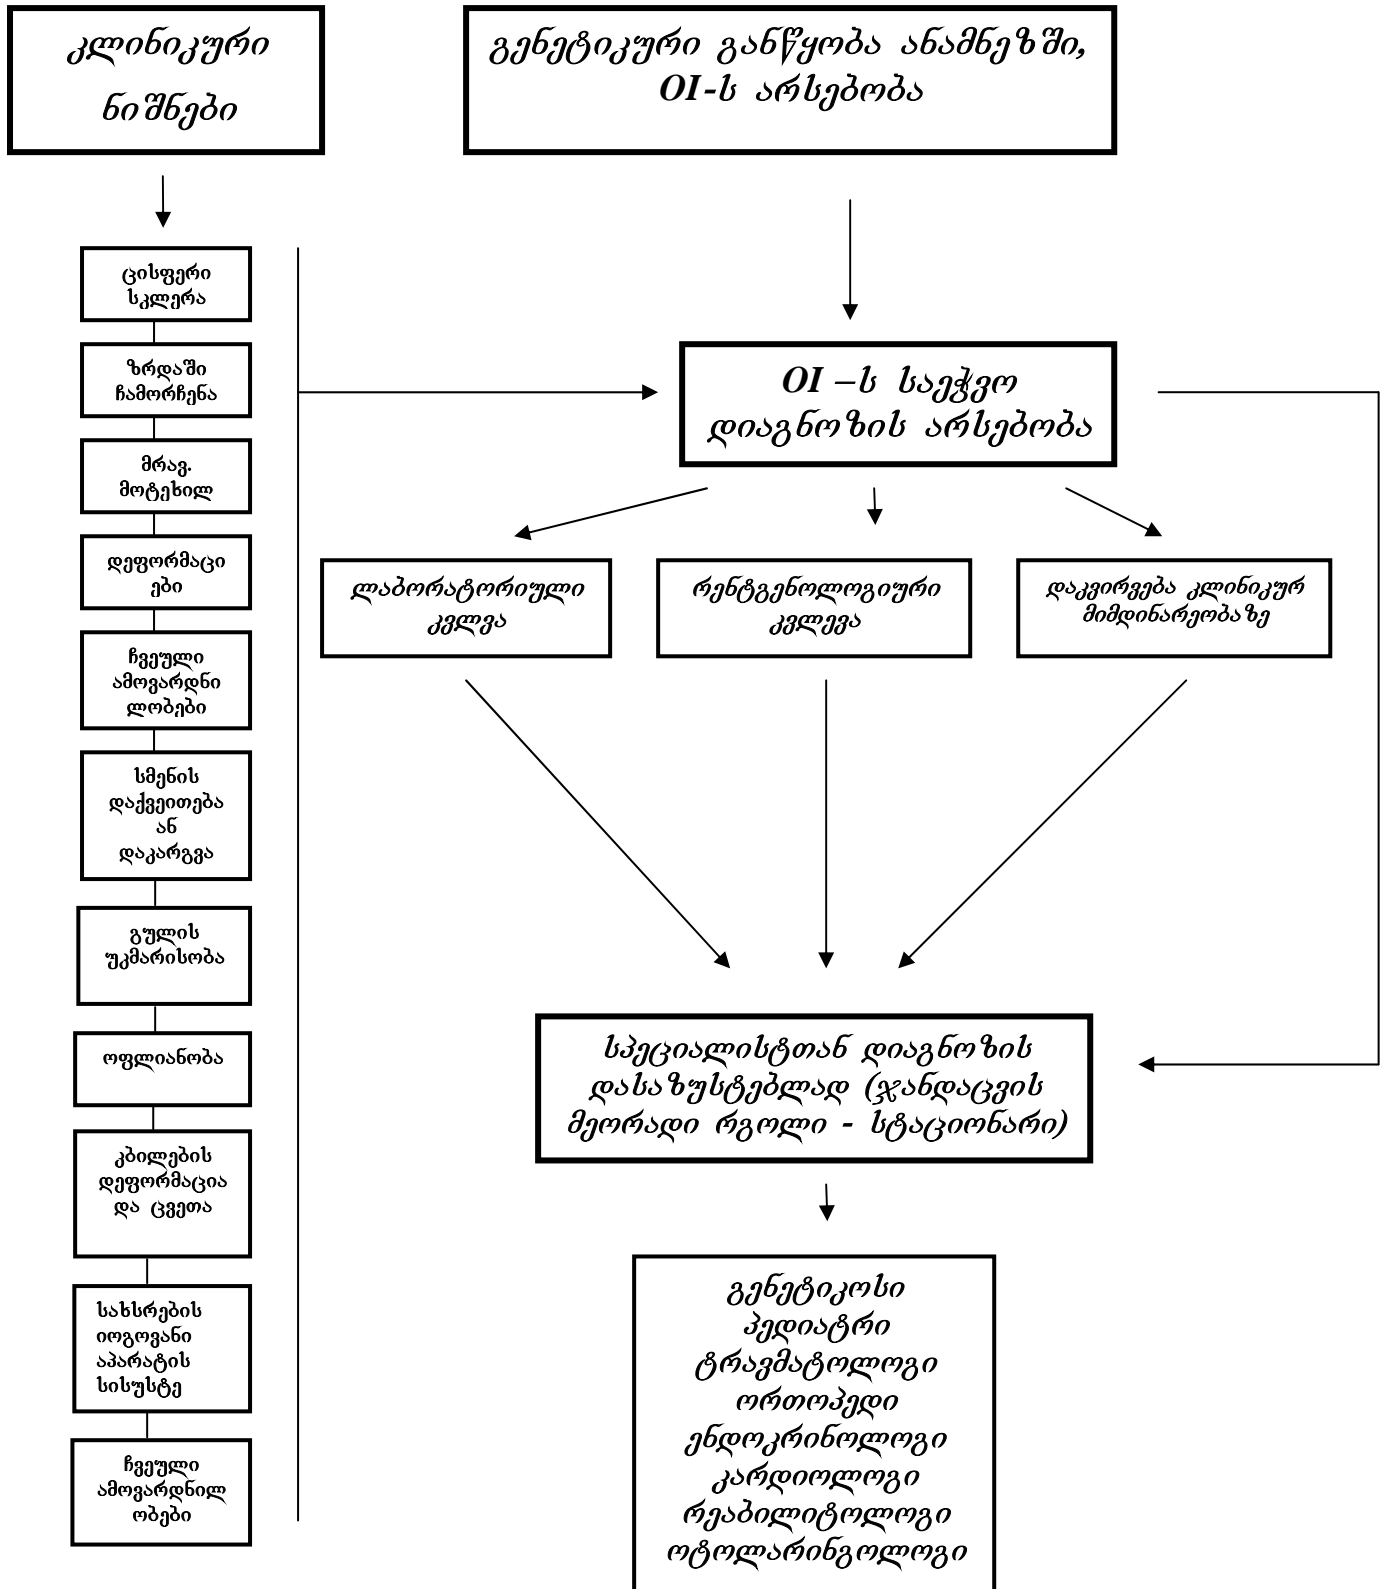 კლინიკური
ნიშნები
გენეტიკური განწყობა ანამნეზში,
OI-ს არსებობა
ცისფერი
სკლერა
ზრდაში
ჩამორჩენა
მრავ.
მოტეხილ
დეფორმაცი
ები
ჩვეული
ამოვარდნი
ლობები
სმენის
დაქვეითება
ან
დაკარგვა
გულის
უკმარისობა
ოფლიანობა
კბილების
დეფორმაცია
და ცვეთა
სახსრების
იოგოვანი
აპარატის
სისუსტე
ჩვეული
ამოვარდნილ
ობები
OI –ს საეჭვო
დიაგნოზის არსებობა
ლაბორატორიული
კვლვა
რენტგენოლოგიური
კვლევა
დაკვირვება კლინიკურ
მიმდინარეობაზე
სპეციალისტთან დიაგნოზის
დასაზუსტებლად (ჯანდაცვის
მეორადი რგოლი - სტაციონარი)
გენეტიკოსი
პედიატრი
ტრავმატოლოგი
ორთოპედი
ენდოკრინოლოგი
კარდიოლოგი
რეაბილიტოლოგი
ოტოლარინგოლოგი